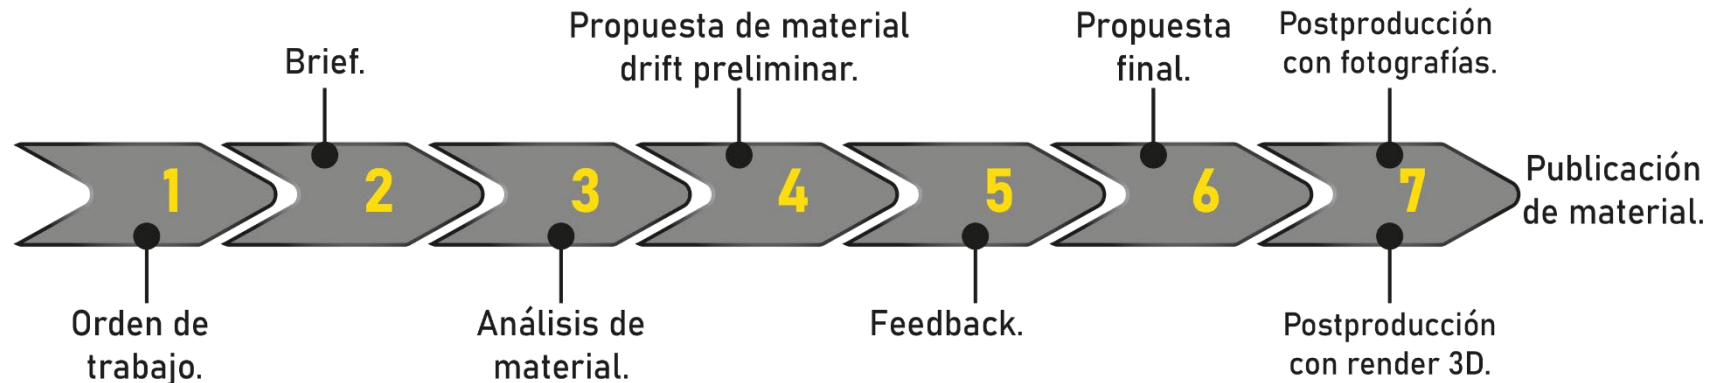 Brief.
Propuesta de material
drift preliminar.
Propuesta
final.
Postproducción
con fotografías.
1
2
3
4
5
6
7
Publicación
de material.
Orden de
trabajo.
Análisis de
material.
Feedback.
Postproducción
con render 3D.